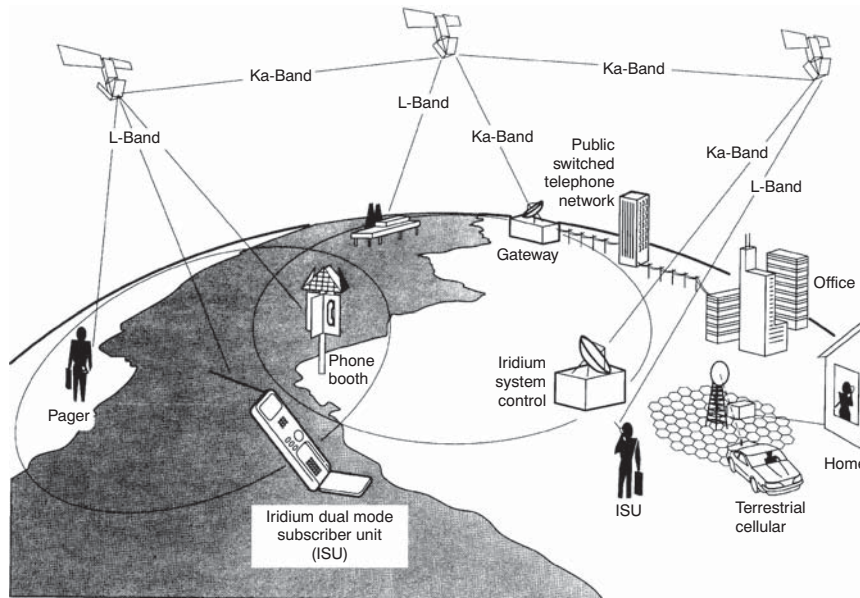 Ka-Band
Ka-Band
L-Band
L-Band
Ka-Band
Ka-Band
L-Band
Public
switched
telephone
network
Gateway
Office
Phone
booth
Iridium
system
control
Pager
Home
ISU
Terrestrial
cellular
Iridium dual mode
subscriber unit
(ISU)